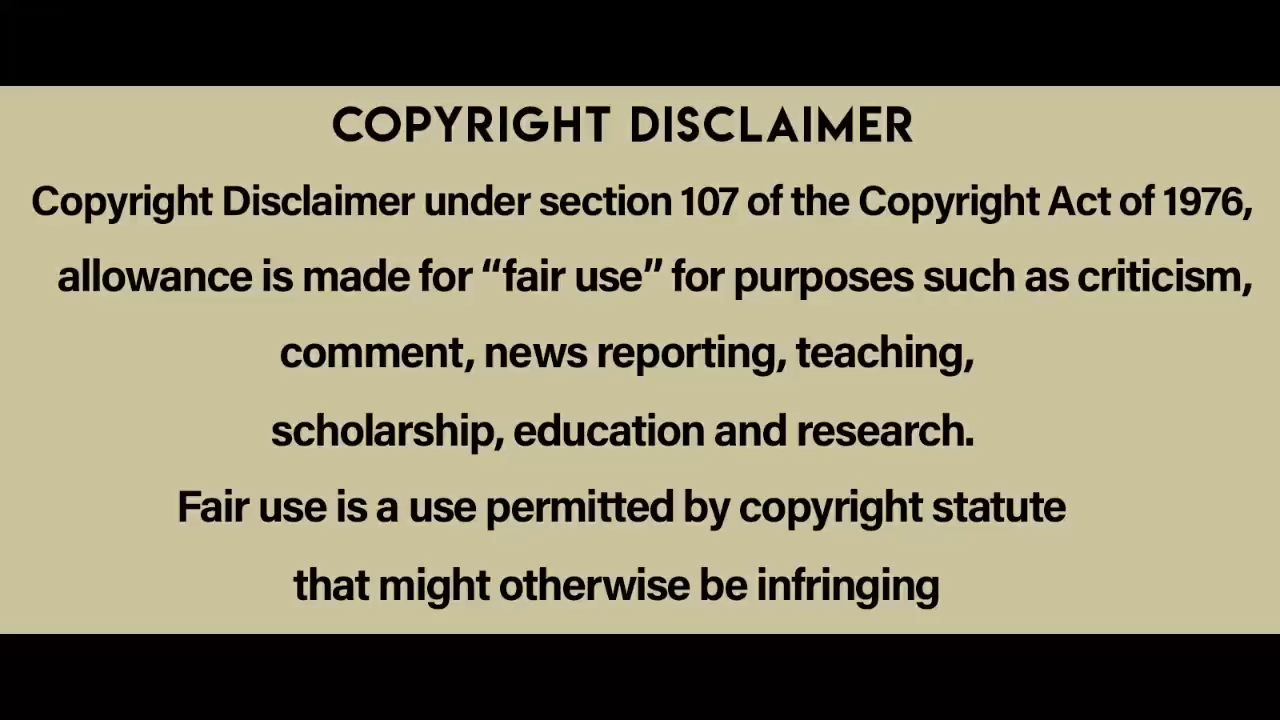 COPYRIGHT DISCLAIMER
Copyright Disclaimer under section 107 of the Copyright Act of 1976,
allowance is made for “fair use” for purposes such as criticism,
comment, news reporting, teaching,
scholarship, education and research.
Fair use is a use permitted by copyright statute
that might otherwise be infringing